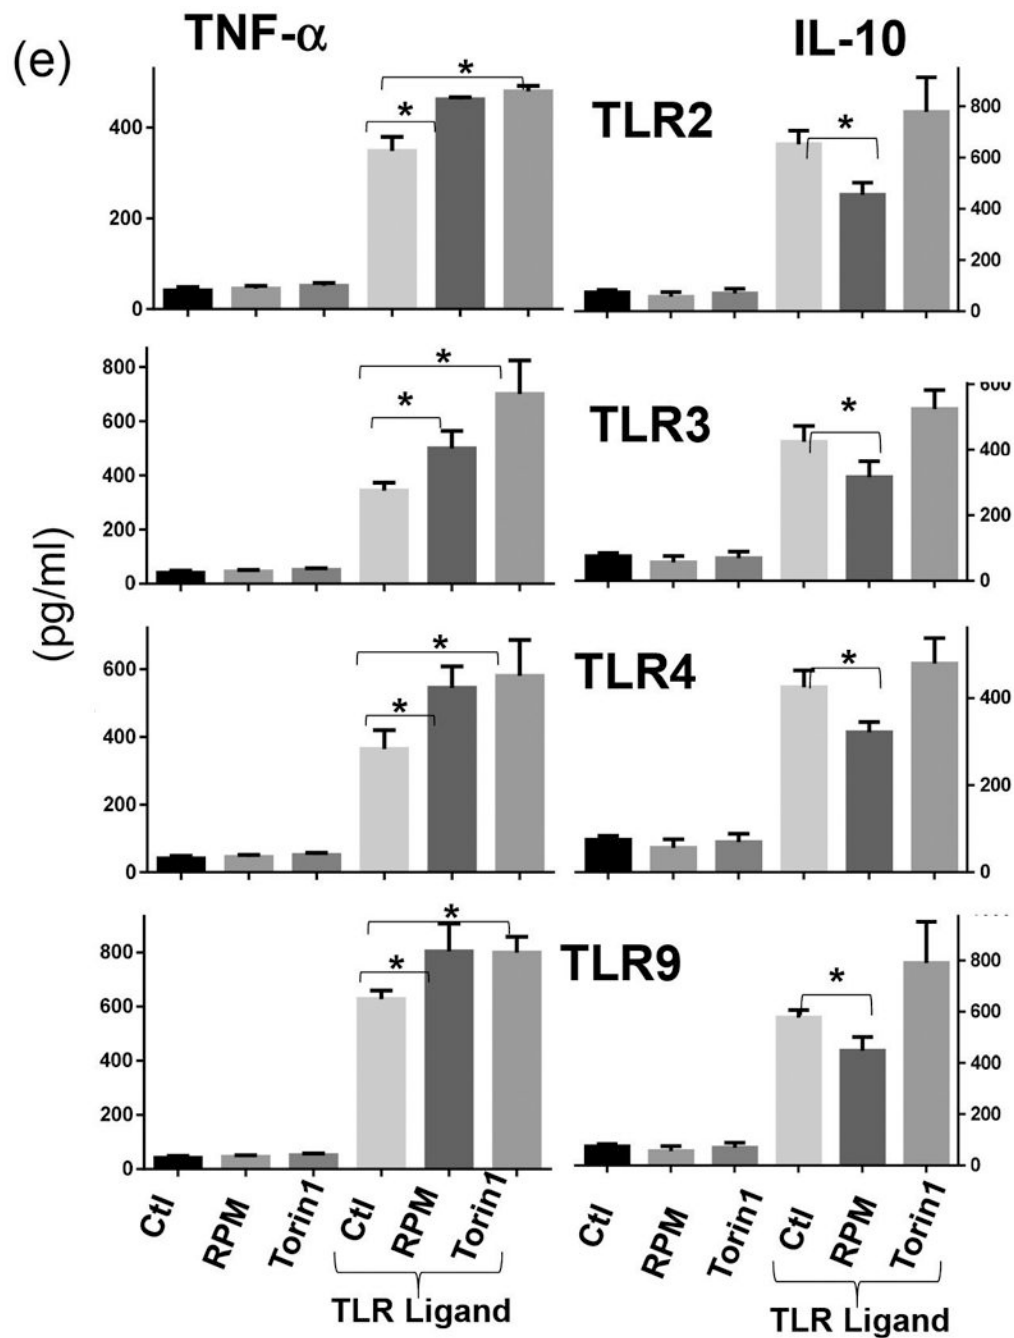 (e)
TNF-α
IL-10
*
*
400
200
0
TLR2
*
800
600
400
200
0
*
*
800
600
400
200
0
TLR3
*
600
400
200
0
(pg/ml)
*
*
600
400
200
0
TLR4
*
400
200
0
*
*
800
600
400
200
0
TLR9
*
800
600
400
200
0
Ctl
RPM
Torin1
Ctl
RPM
Torin1
TLR Ligand
Ctl
RPM
Torin1
Ctl
RPM
Torin1
TLR Ligand